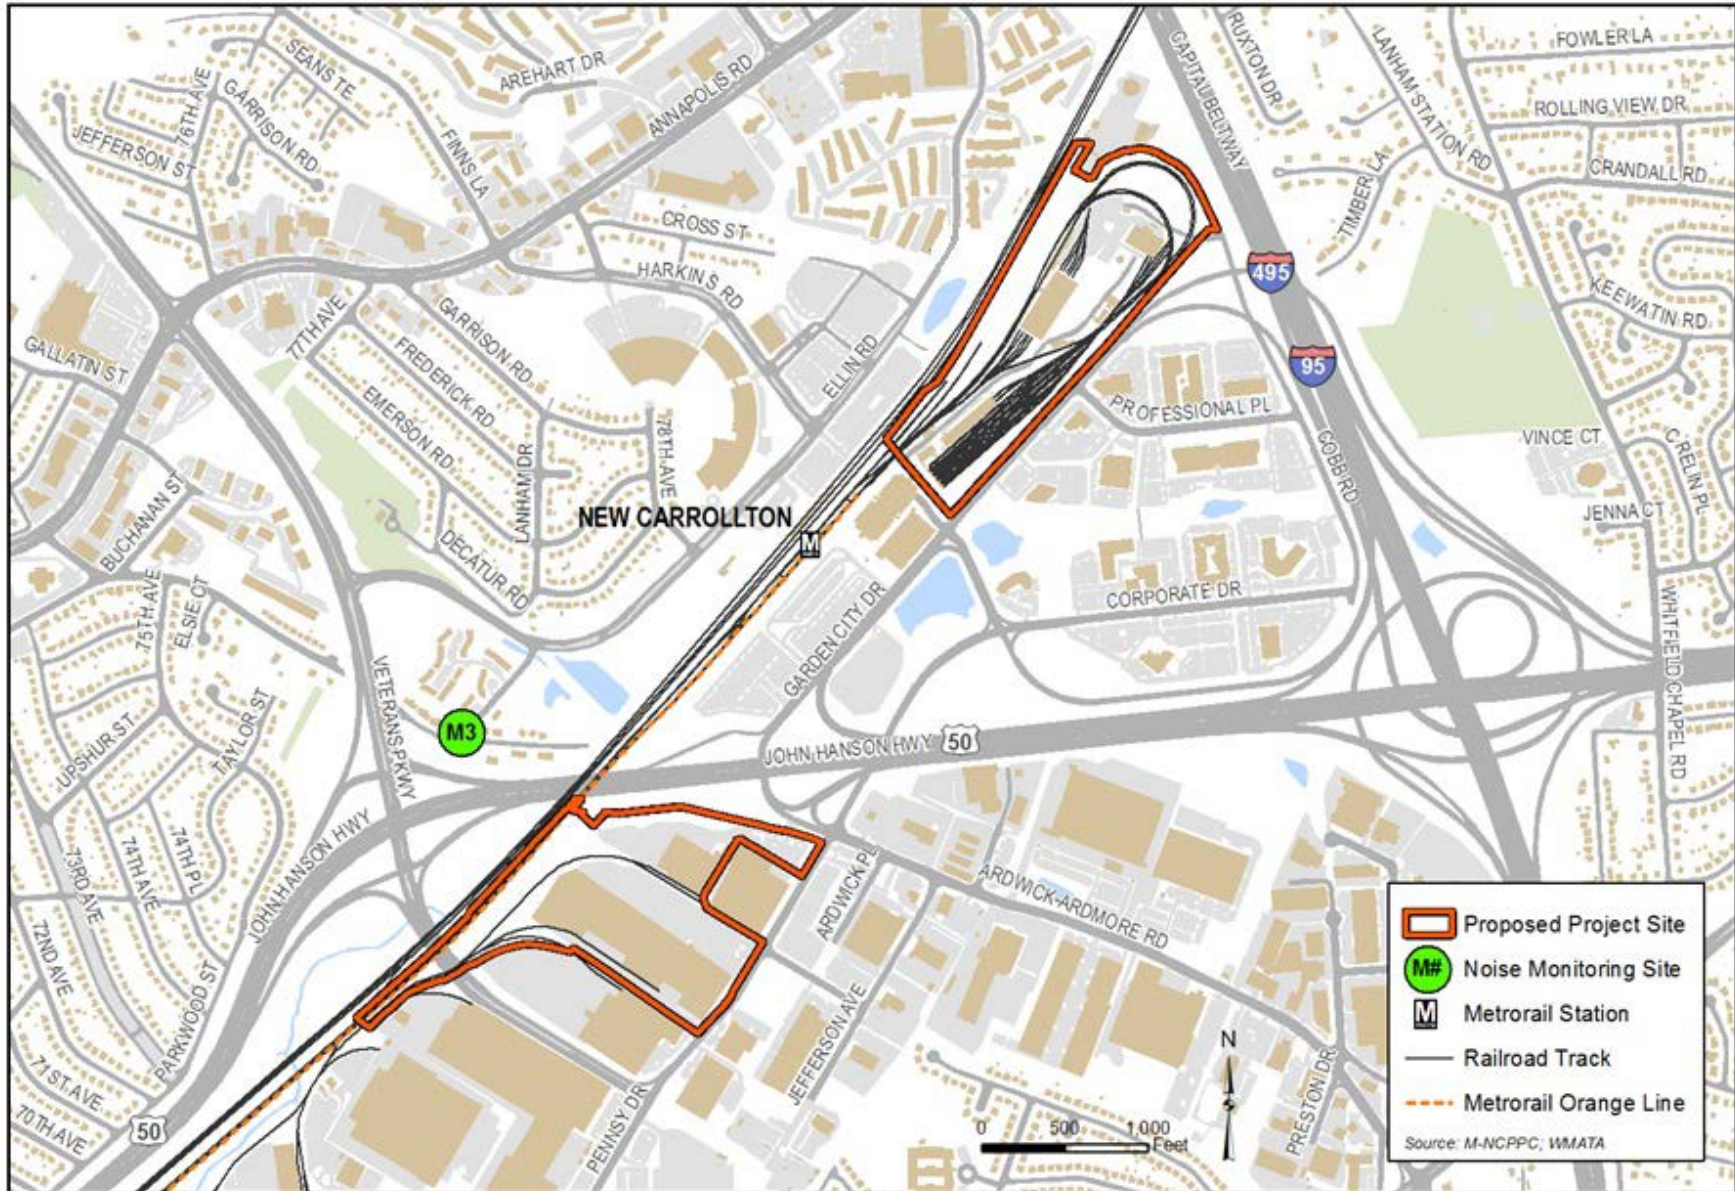 SEANS TE
AREHART DR
ANNAPOLIS RD
76TH AVE
GARRISON RD
JEFFERSON ST
FINNS LA
CAPITAL BELTWAY
RUXTON DR
LANHAM STATION RD
FOWLER LA
ROLLING VIEW DR
CRANDALL RD
TIMBER LA
CROSS ST
HARKINS RD
495
KEEWATIN RD
77TH AVE
GARRISON RD
GALLATIN ST
FREDERICK RD
ELLIN RD
95
EMERSON RD
PROFESSIONAL PL
78TH AVE
LANHAM DR
COBB RD
VINCE CT
CRELIN PL
BUCHANAN ST
NEW CARROLLTON
M
JENNA CT
DECATUR RD
75TH AVE
ELSIE CT
CORPORATE DR
GARDEN CITY DR
WHITFIELD CHAPEL RD
VETERANS PKWY
UPSHUR ST
TAYLOR ST
M3
JOHN HANSON HWY
50
JOHN HANSON HWY
73RD AVE
74TH AVE
74TH PL
ARDWICK PL
ARDWICK-ARDMORE RD
72ND AVE
PARKWOOD ST
JEFFERSON AVE
71ST AVE
70TH AVE
50
PENNSY DR
PRESTON DR
N
0 500 1,000
Feet
Proposed Project Site
M# Noise Monitoring Site
M Metrorail Station
Railroad Track
Metrorail Orange Line
Source: M-NCPPC; WMATA